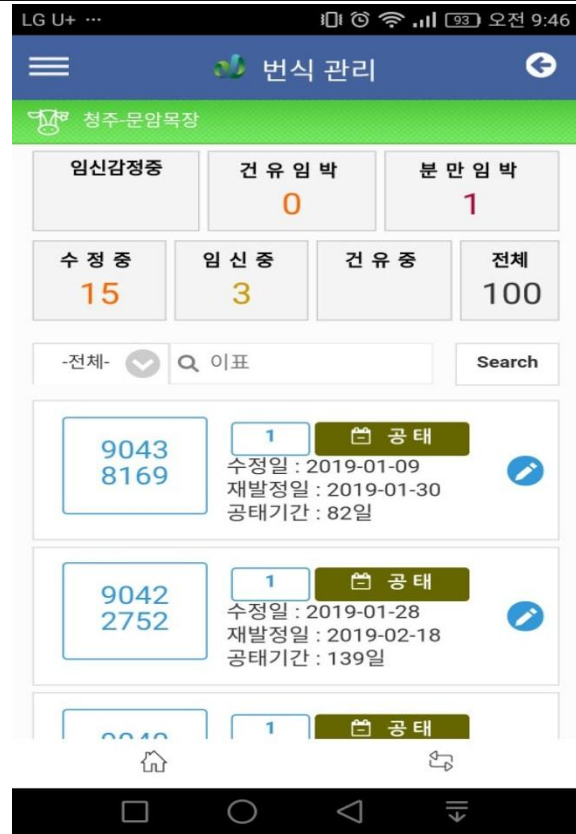 LG U+ ··· 93 오전 9:46
번식 관리
청주-문암목장
임신감정중 건 유 임 박 분 만 임 박
0 1
수 정 중 임 신 중 건 유 중 전체
15 3 100
-전체- 이표 Search
1 공 태
9043
8169
수정일 : 2019-01-09
재발정일 : 2019-01-30
공태기간 : 82일
1 공 태
9042
2752
수정일 : 2019-01-28
재발정일 : 2019-02-18
공태기간 : 139일
1 공 태